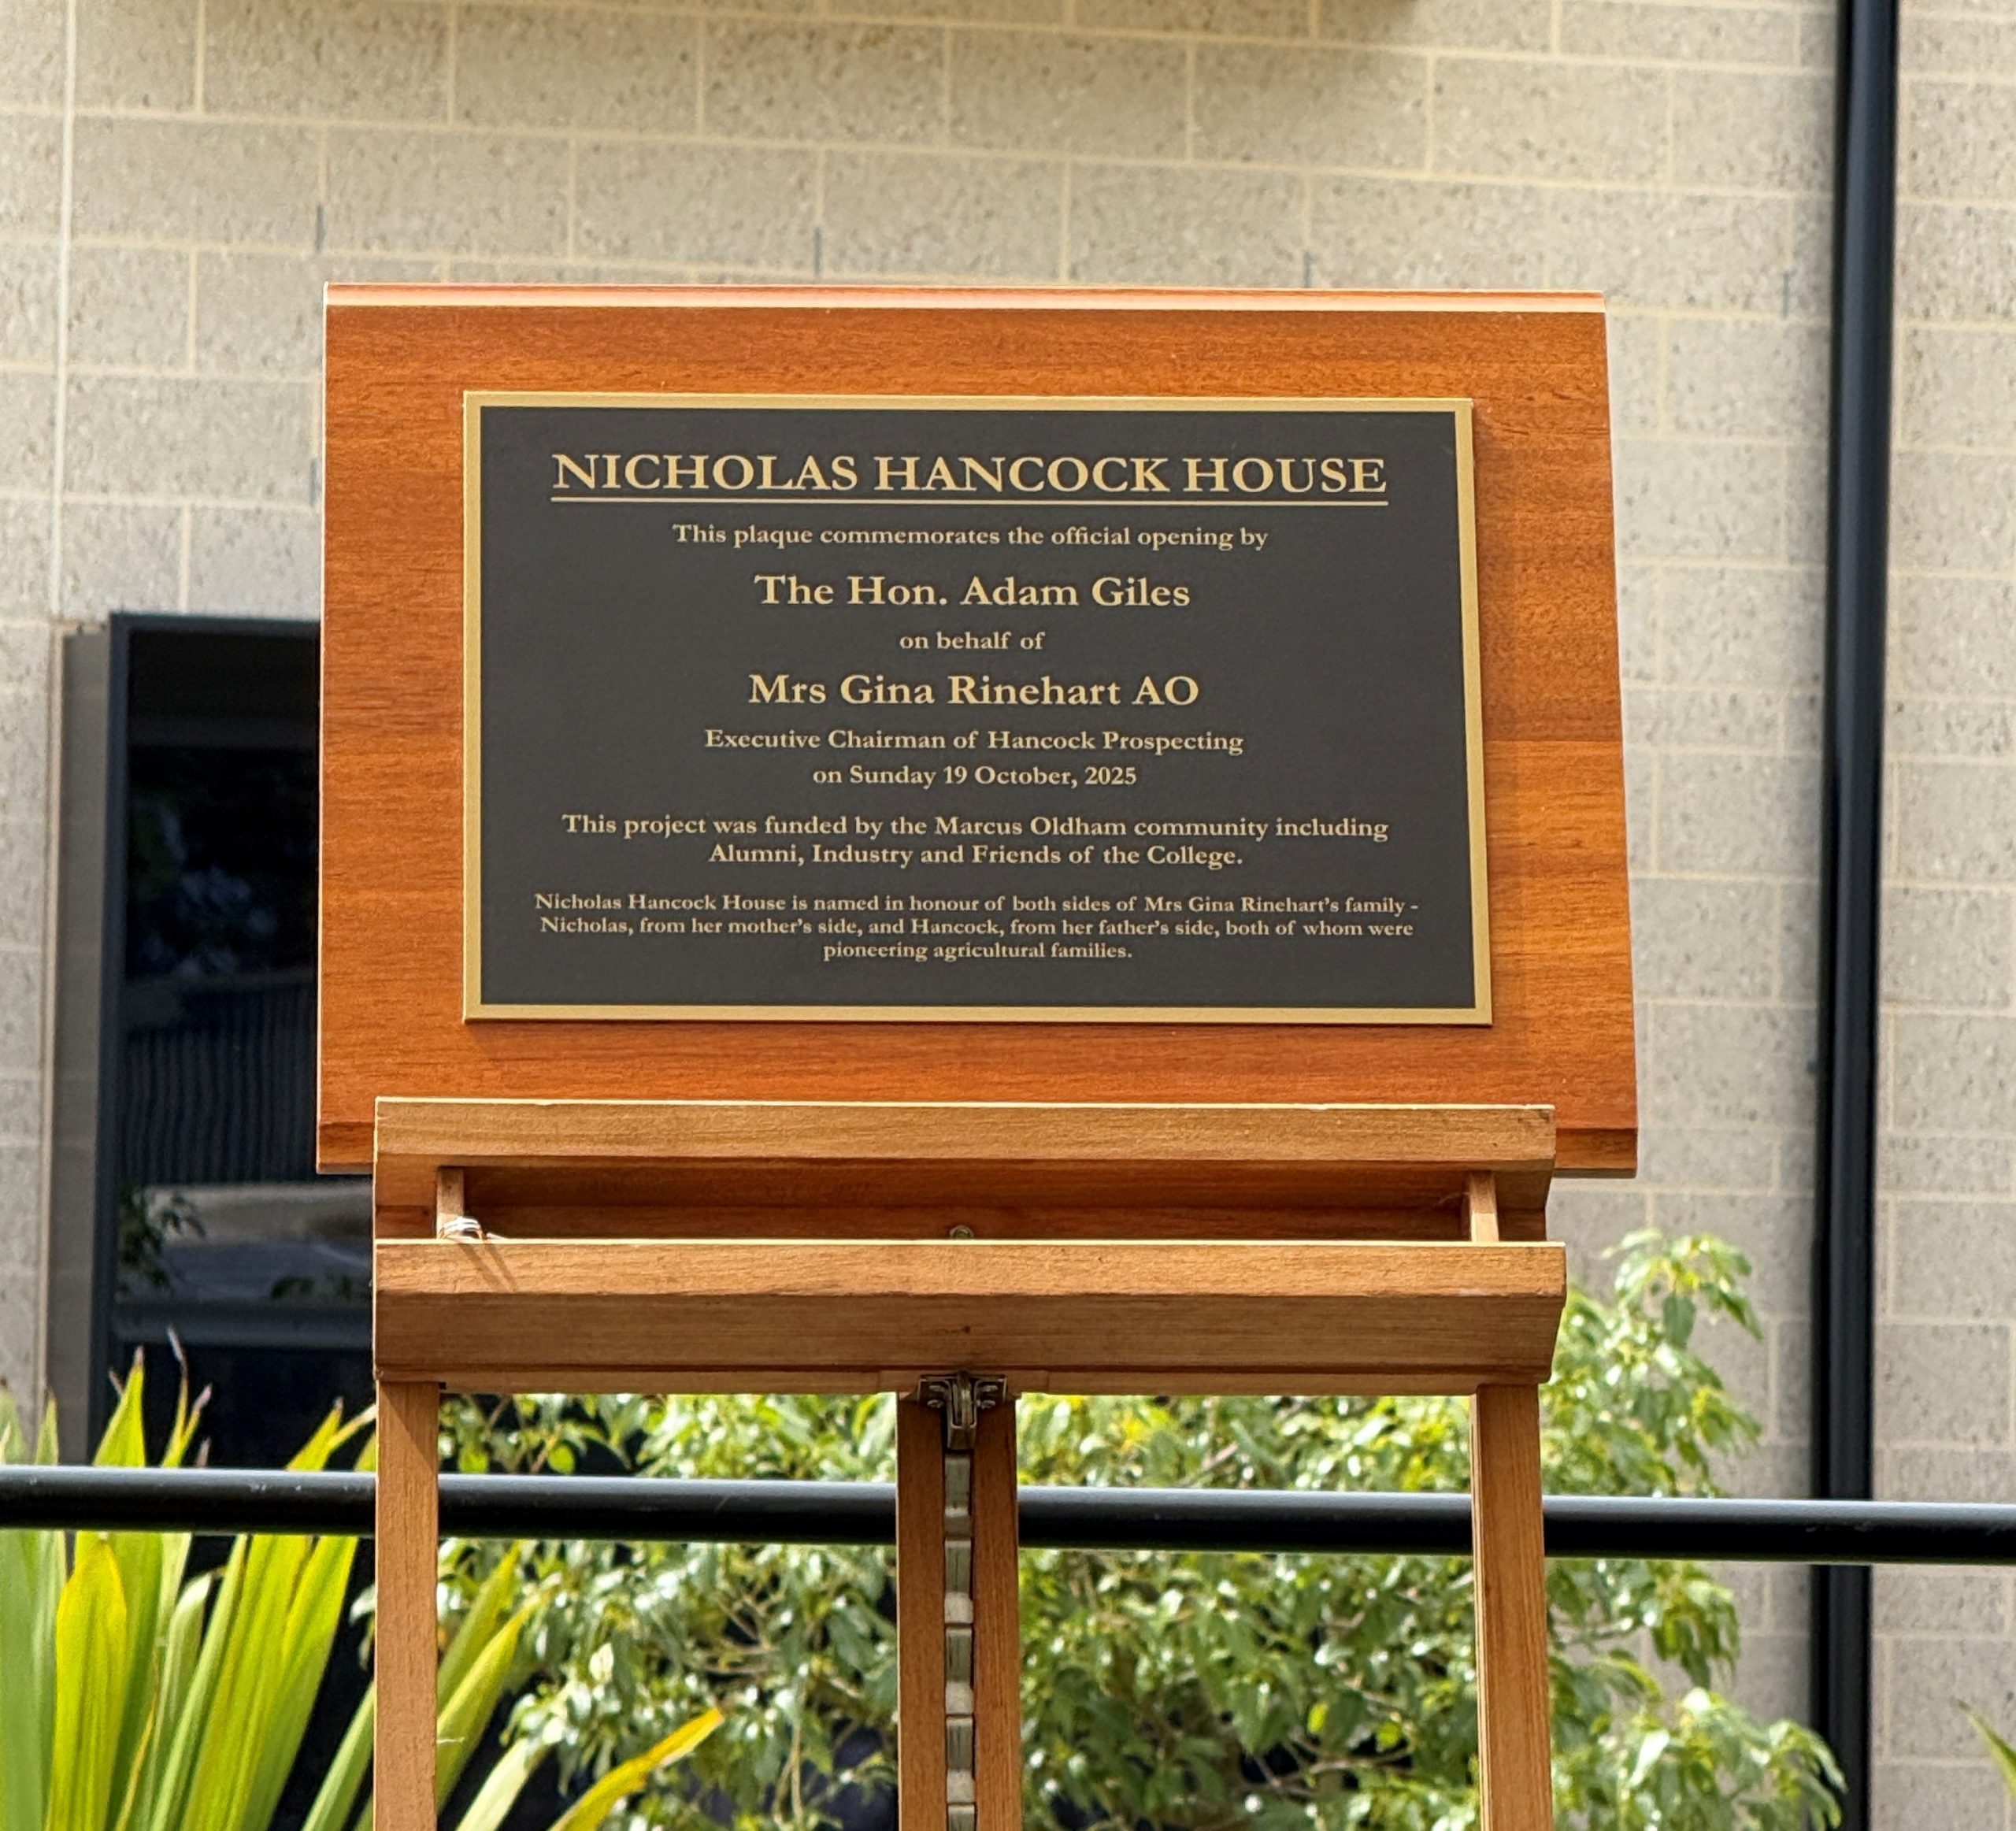 NICHOLAS HANCOCK HOUSE
This plaque commemorates the official opening by
The Hon. Adam Giles
on behalf of
Mrs Gina Rinehart AO
Executive Chairman of Hancock Prospecting
on Sunday 19 October, 2025
This project was funded by the Marcus Oldham community including
Alumni, Industry and Friends of the College.
Nicholas Hancock House is named in honour of both sides of Mrs Gina Rinehart's family -
Nicholas, from her mother's side, and Hancock, from her father's side, both of whom were
pioneering agricultural families.